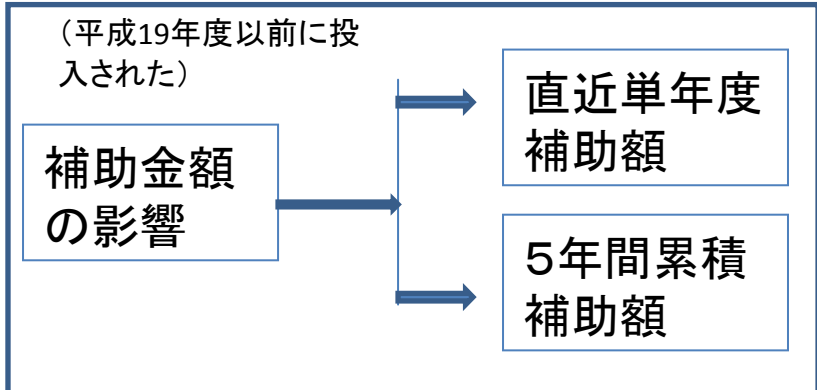 （平成19年度以前に投
入された）
補助金額
の影響
直近単年度
補助額
５年間累積
補助額